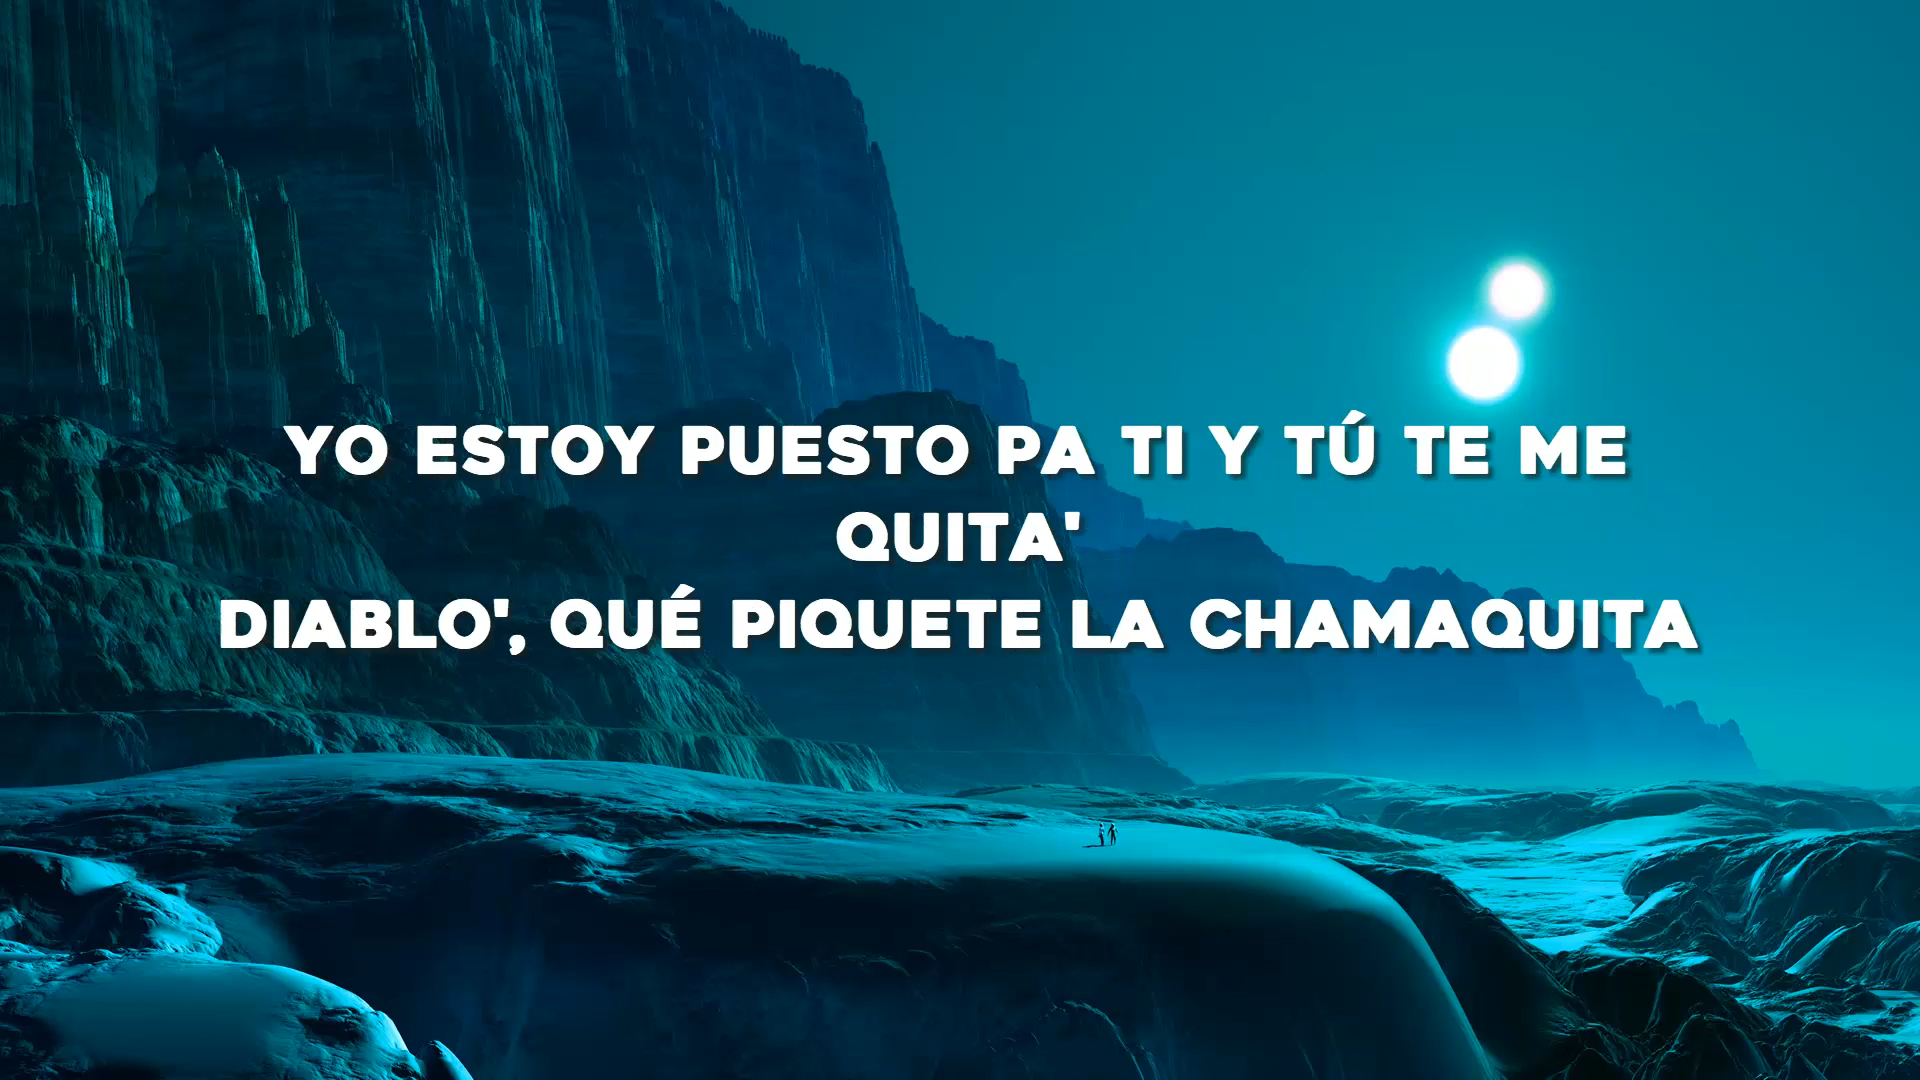 YO ESTOY PUESTO PA TI Y TÚ TE ME
QUITA'
DIABLO', QUÉ PIQUETE LA CHAMAQUITA